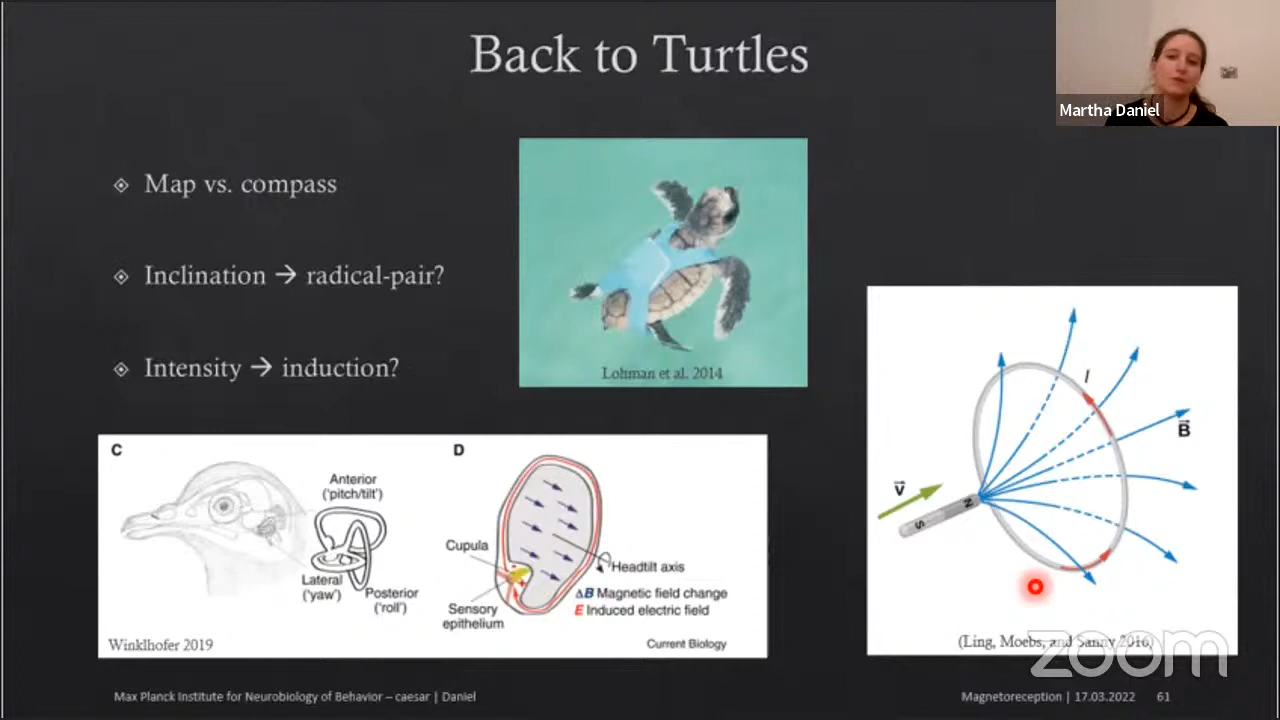 Back to Turtles
Martha Daniel
Map vs. compass
Inclination → radical-pair?
Intensity → induction?
Lohman et al. 2014
C
Anterior
('pitch/tilt')
Lateral
('yaw')
Posterior
('roll')
Winklhofer 2019
D
Cupula
Sensory
epithelium
Headtilt axis
ΔB Magnetic field change
E Induced electric field
Current Biology
I
B
v
N
S
(Ling, Moebs, and Sanny 2016)
zoom
Max Planck Institute for Neurobiology of Behavior – caesar | Daniel
Magnetoreception | 17.03.2022 61